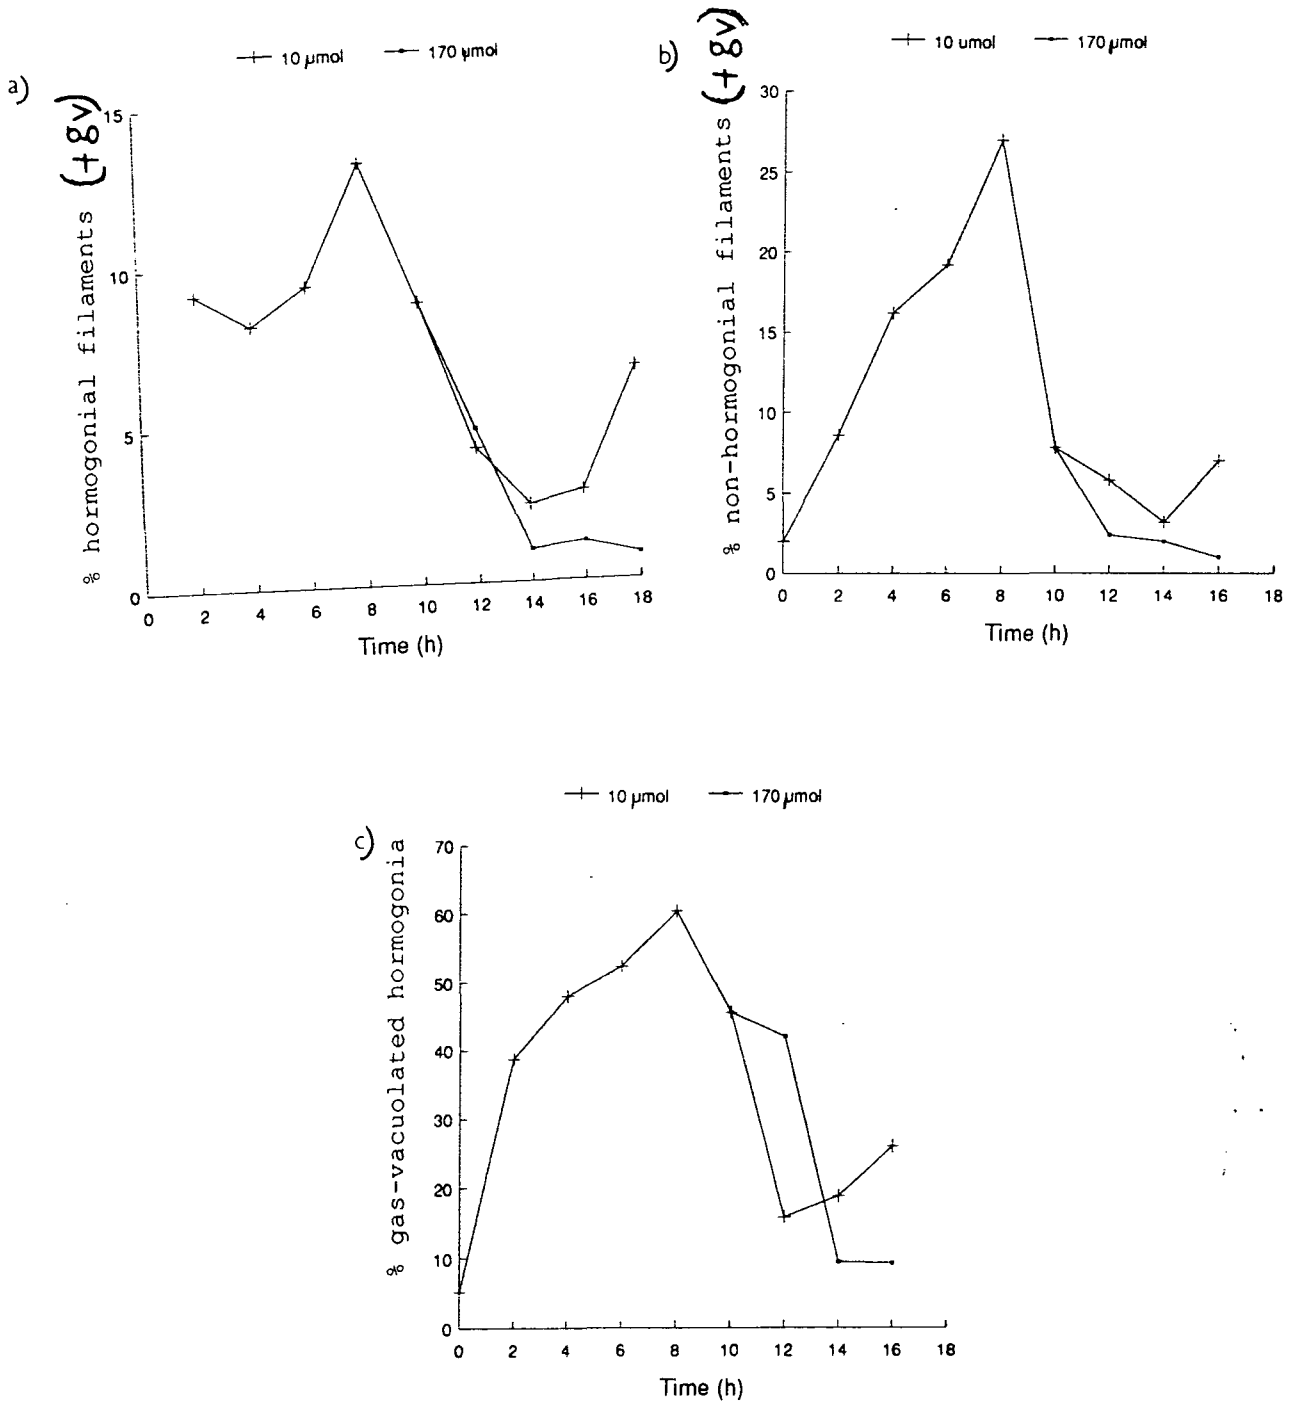 a)
10 µmol 170 µmol
% hormogonial filaments (+gv)
15
10
5
0
0 2 4 6 8 10 12 14 16 18
Time (h)
b)
10 umol 170 µmol
% non-hormogonial filaments (+gv)
30
25
20
15
10
5
0
0 2 4 6 8 10 12 14 16 18
Time (h)
c)
10 µmol 170 µmol
% gas-vacuolated hormogonia
70
60
50
40
30
20
10
0
0 2 4 6 8 10 12 14 16 18
Time (h)